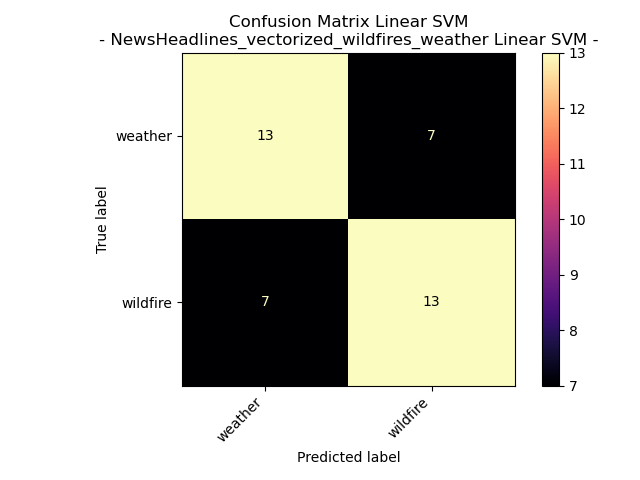 Confusion Matrix Linear SVM
- NewsHeadlines_vectorized_wildfires_weather Linear SVM -
weather
13
7
True label
wildfire
7
13
weather
wildfire
Predicted label
13
12
11
10
9
8
7